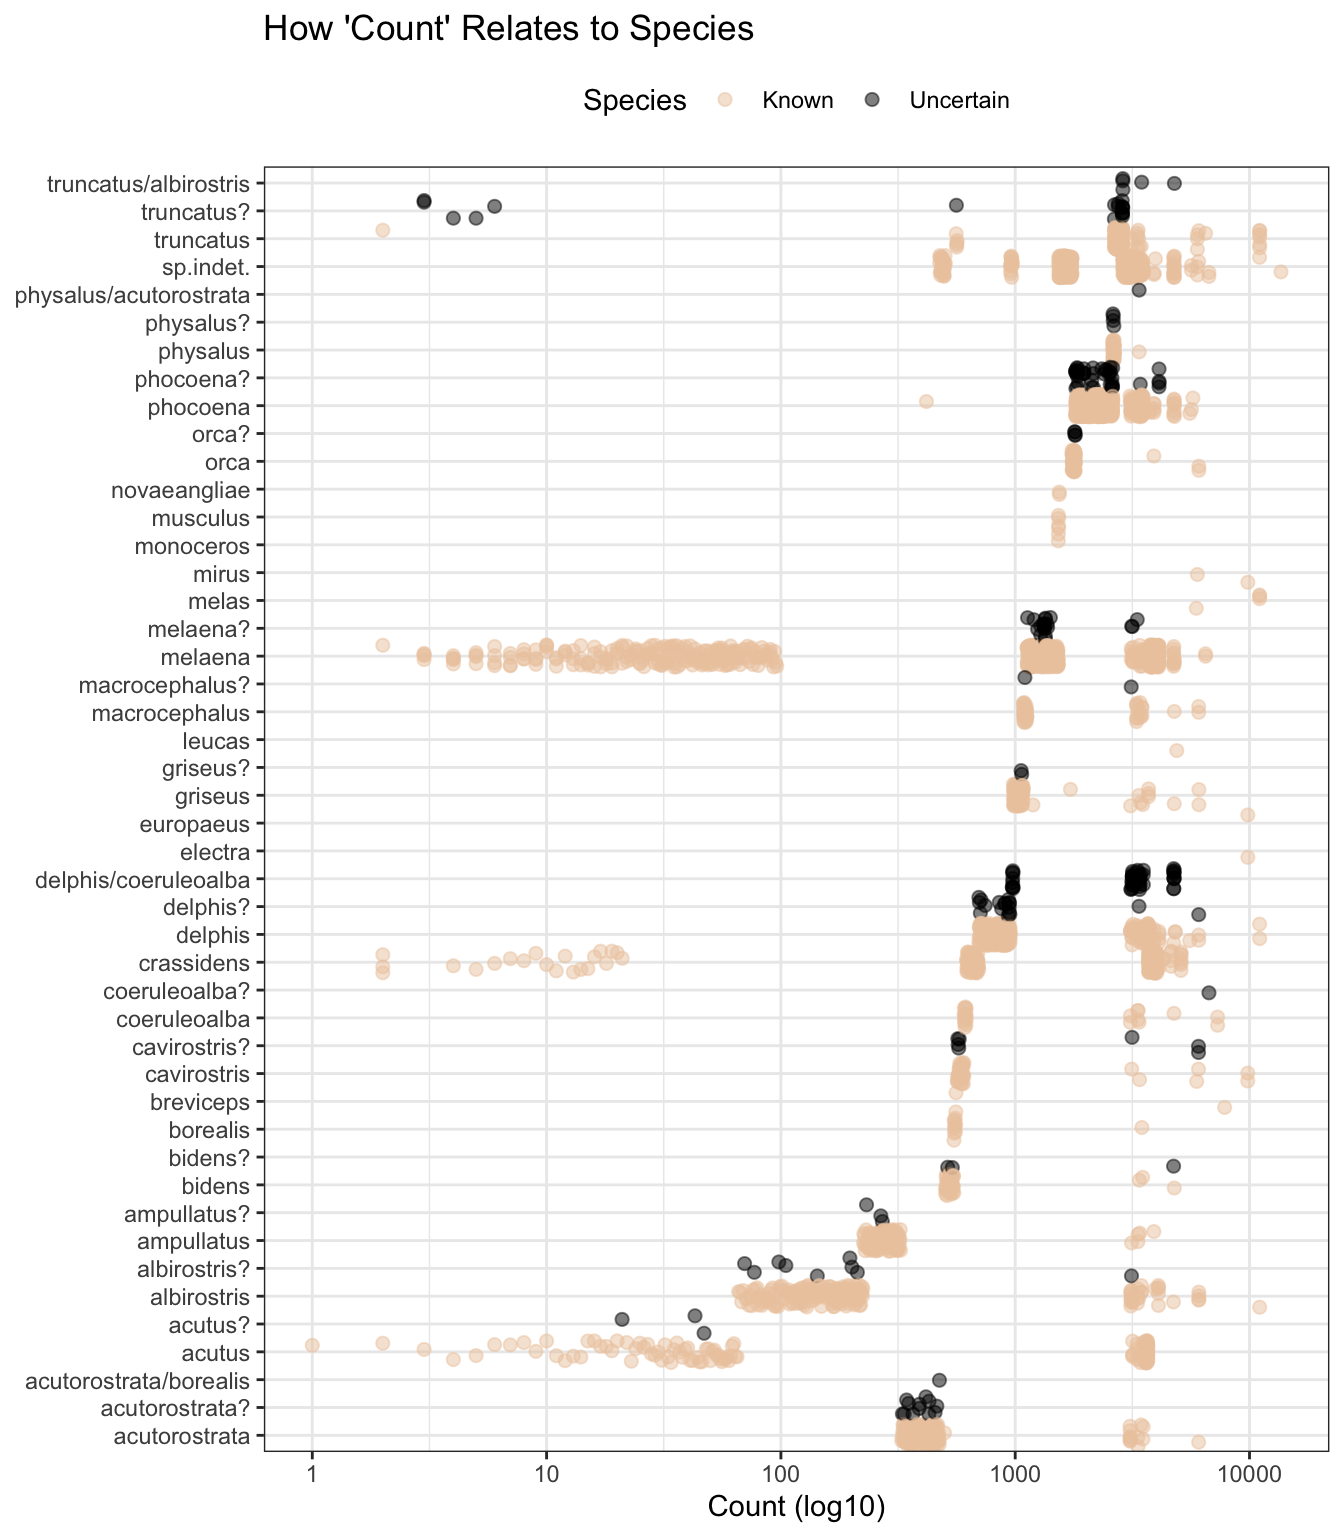 How 'Count' Relates to Species
Species Known Uncertain
truncatus/albirostris
truncatus?
truncatus
sp.indet.
physalus/acutorostrata
physalus?
physalus
phocoena?
phocoena
orca?
orca
novaeangliae
musculus
monoceros
mirus
melas
melaena?
melaena
macrocephalus?
macrocephalus
leucas
griseus?
griseus
europaeus
electra
delphis/coeruleoalba
delphis?
delphis
crassidens
coeruleoalba?
coeruleoalba
cavirostris?
cavirostris
breviceps
borealis
bidens?
bidens
ampullatus?
ampullatus
albirostris?
albirostris
acutus?
acutus
acutorostrata/borealis
acutorostrata?
acutorostrata
1 10 100 1000 10000
Count (log10)